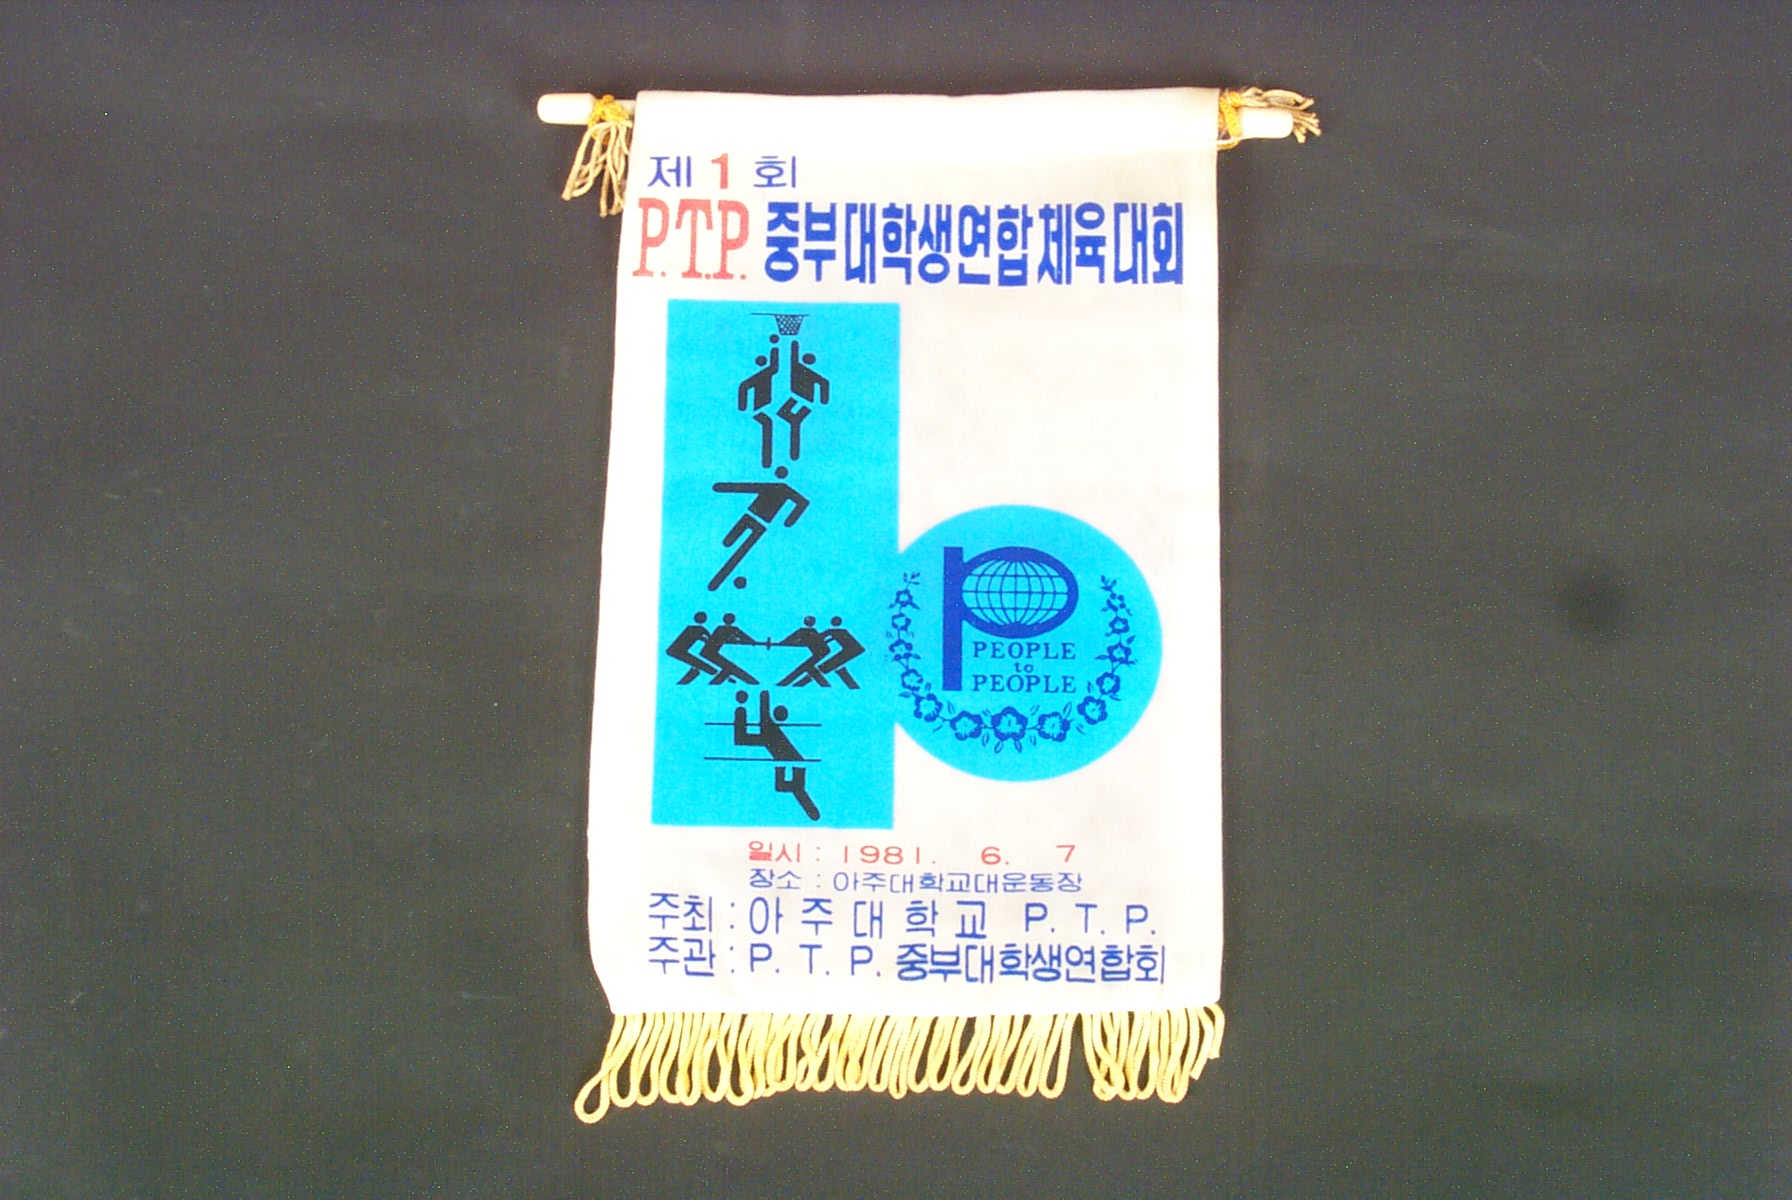 제 1 회
P.T.P. 중부대학생연합체육대회
PEOPLE
to
PEOPLE
일시 : 1981. 6. 7
장소 : 아주대학교대운동장
주최 : 아주대학교 P. T. P.
주관 : P. T. P. 중부대학생연합회